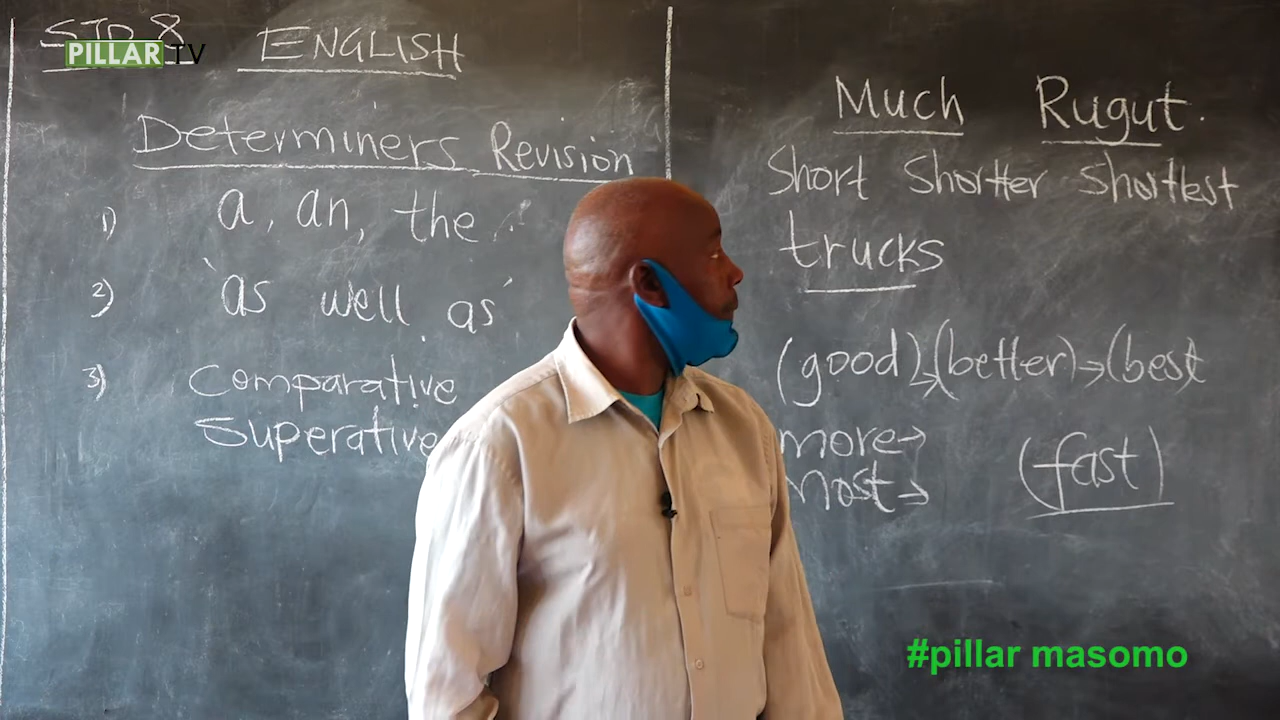 STD 8
PILLAR TV
ENGLISH
Determiners Revision
1) a, an, the
2) 'as well as'
3) Comparative
Superative
Much Rugut.
Short Shorter Shortest
trucks
(good)→(better)→(best
more→
most→
(fast)
#pillar masomo